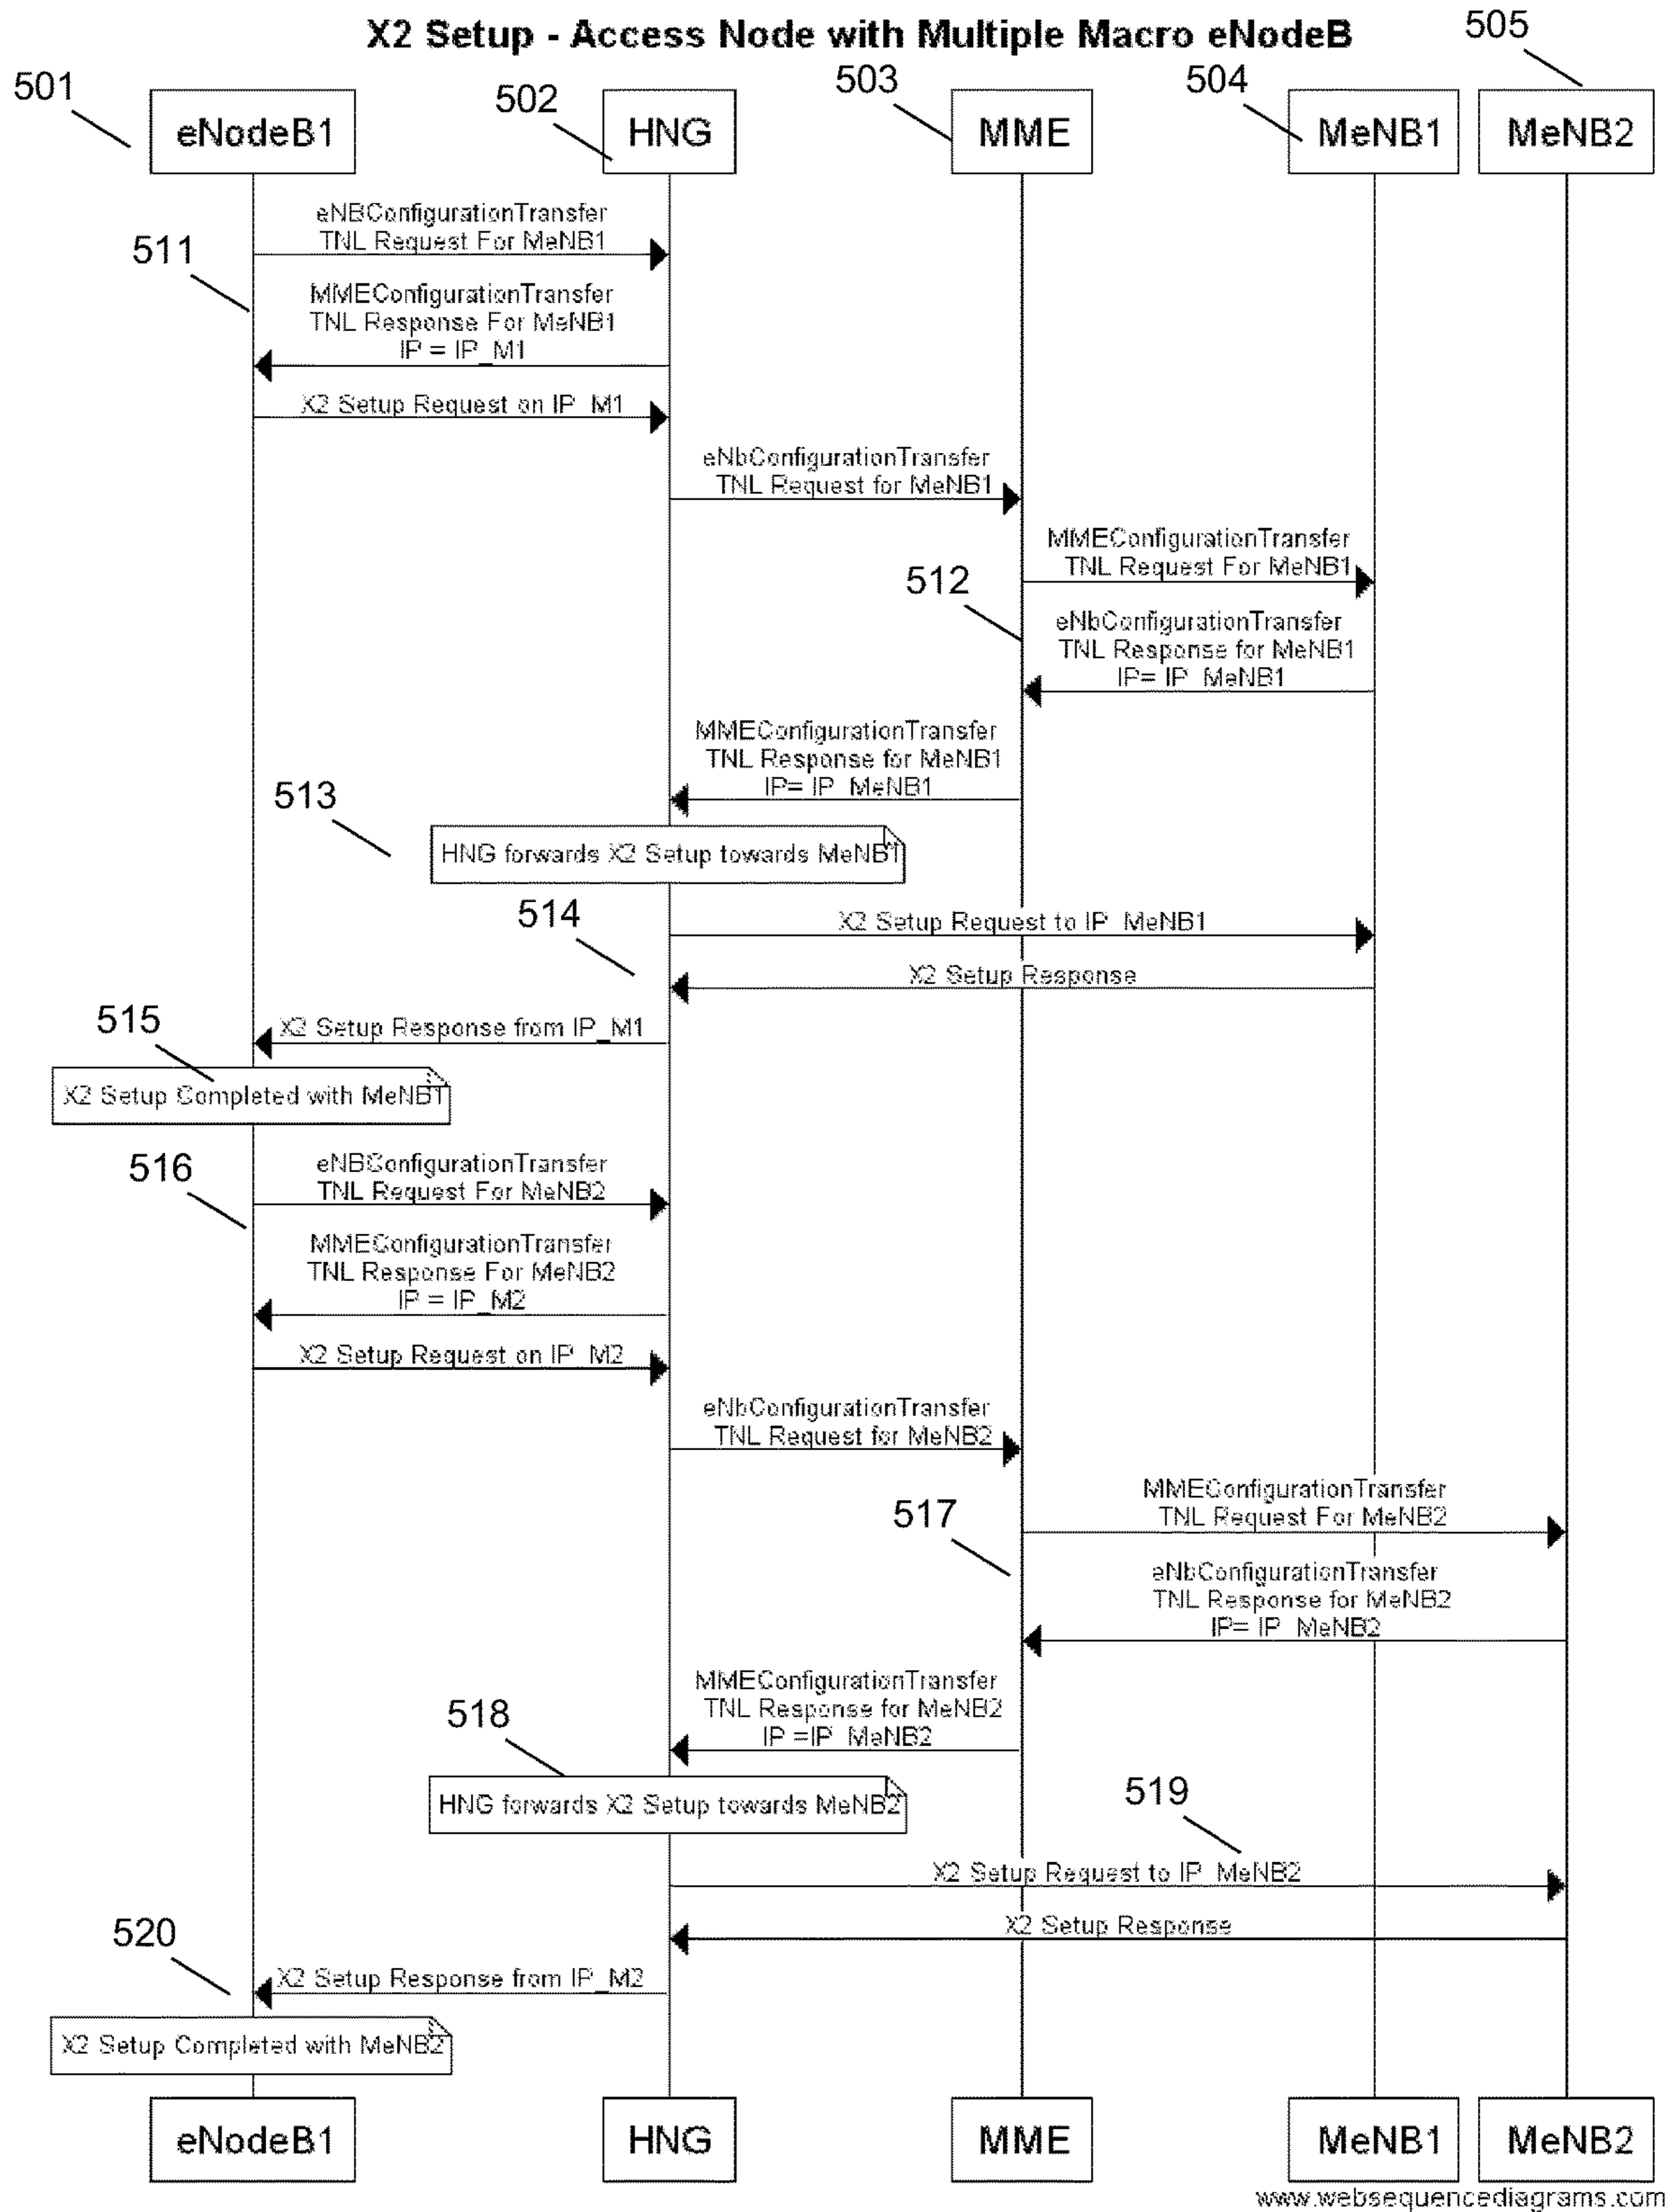 X2 Setup - Access Node with Multiple Macro eNodeB
505
501
502
503
504
eNodeB1
HNG
MME
MeNB1
MeNB2
eNBConfigurationTransfer
TNL Request For MeNB1
511
MMEConfigurationTransfer
TNL Response For MeNB1
IP = IP_M1
X2 Setup Request on IP_M1
eNbConfigurationTransfer
TNL Request for MeNB1
MMEConfigurationTransfer
TNL Request For MeNB1
512
eNbConfigurationTransfer
TNL Response for MeNB1
IP= IP_MeNB1
MMEConfigurationTransfer
TNL Response for MeNB1
IP= IP_MeNB1
513
HNG forwards X2 Setup towards MeNB1
514
X2 Setup Request to IP_MeNB1
X2 Setup Response
515
X2 Setup Response from IP_M1
X2 Setup Completed with MeNB1
516
eNBConfigurationTransfer
TNL Request For MeNB2
MMEConfigurationTransfer
TNL Response For MeNB2
IP = IP_M2
X2 Setup Request on IP_M2
eNbConfigurationTransfer
TNL Request for MeNB2
MMEConfigurationTransfer
TNL Request For MeNB2
517
eNbConfigurationTransfer
TNL Response for MeNB2
IP= IP_MeNB2
MMEConfigurationTransfer
TNL Response for MeNB2
IP =IP_MeNB2
518
HNG forwards X2 Setup towards MeNB2
519
X2 Setup Request to IP_MeNB2
X2 Setup Response
520
X2 Setup Response from IP_M2
X2 Setup Completed with MeNB2
eNodeB1
HNG
MME
MeNB1
MeNB2
www.websequencediagrams.com